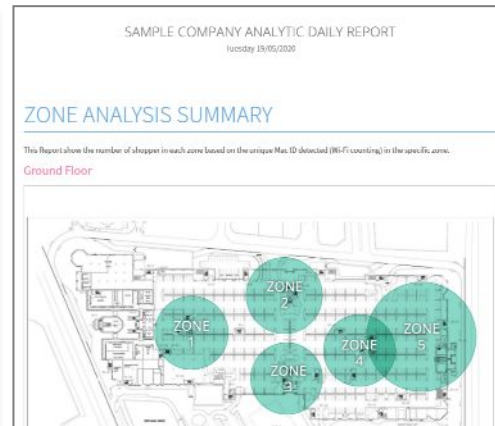 SAMPLE COMPANY ANALYTIC DAILY REPORT
Tuesday 19/05/2020
ZONE ANALYSIS SUMMARY
This Report show the number of shopper in each zone based on the unique Mac ID detected (Wi-Fi counting) in the specific zone.
Ground Floor
ZONE
2
ZONE
1
ZONE
5
ZONE
4
ZONE
3